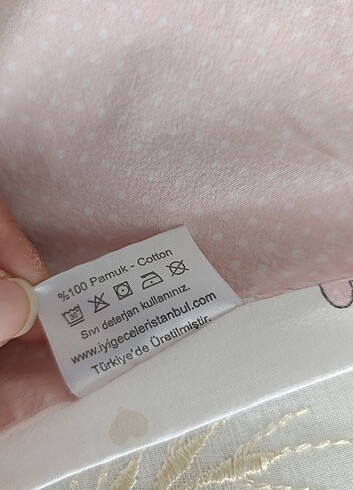 %100 Pamuk - Cotton
30
Sıvı deterjan kullanınız.
www.iyigeceleristanbul.com
Türkiye'de Üretilmiştir.